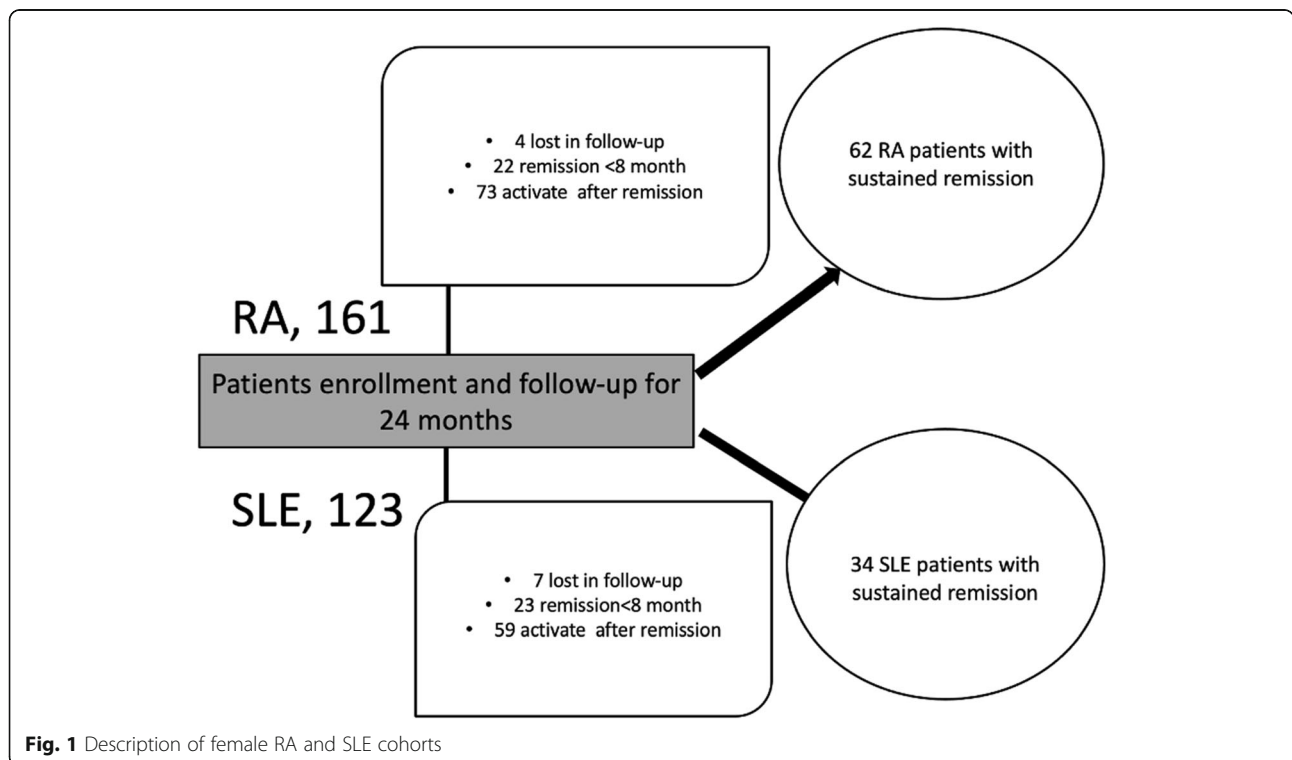 • 4 lost in follow-up
• 22 remission <8 month
• 73 activate after remission
62 RA patients with
sustained remission
RA, 161
Patients enrollment and follow-up for
24 months
SLE, 123
• 7 lost in follow-up
• 23 remission<8 month
• 59 activate after remission
34 SLE patients with
sustained remission
Fig. 1 Description of female RA and SLE cohorts